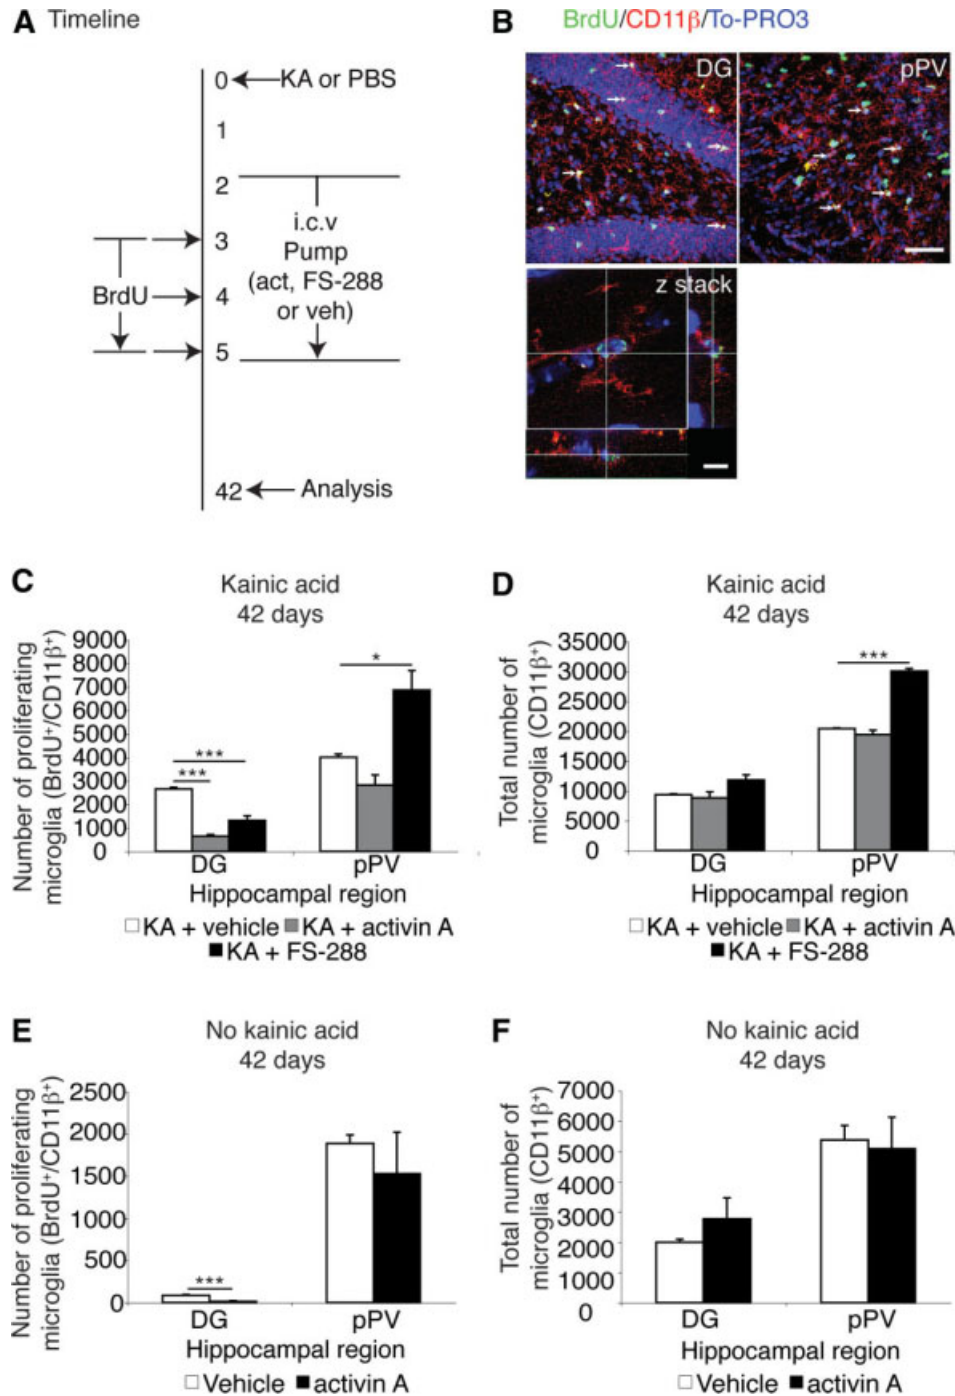 A Timeline
0
KA or PBS
1
2
i.c.v
Pump
(act, FS-288
or veh)
3
BrdU
4
5
42
Analysis
B BrdU/CD11β/To-PRO3
DG
pPV
z stack
C Kainic acid
42 days
Number of proliferating
microglia (BrdU⁺/CD11β⁺)
9000
8000
7000
6000
5000
4000
3000
2000
1000
0
***
***
*
DG pPV
Hippocampal region
KA + vehicle KA + activin A
KA + FS-288
D Kainic acid
42 days
Total number of
microglia (CD11β⁺)
35000
30000
25000
20000
15000
10000
5000
0
***
DG pPV
Hippocampal region
KA + vehicle KA + activin A
KA + FS-288
E No kainic acid
42 days
Number of proliferating
microglia (BrdU⁺/CD11β⁺)
2500
2000
1500
1000
500
0
***
DG pPV
Hippocampal region
Vehicle activin A
F No kainic acid
42 days
Total number of
microglia (CD11β⁺)
7000
6000
5000
4000
3000
2000
1000
0
DG pPV
Hippocampal region
Vehicle activin A